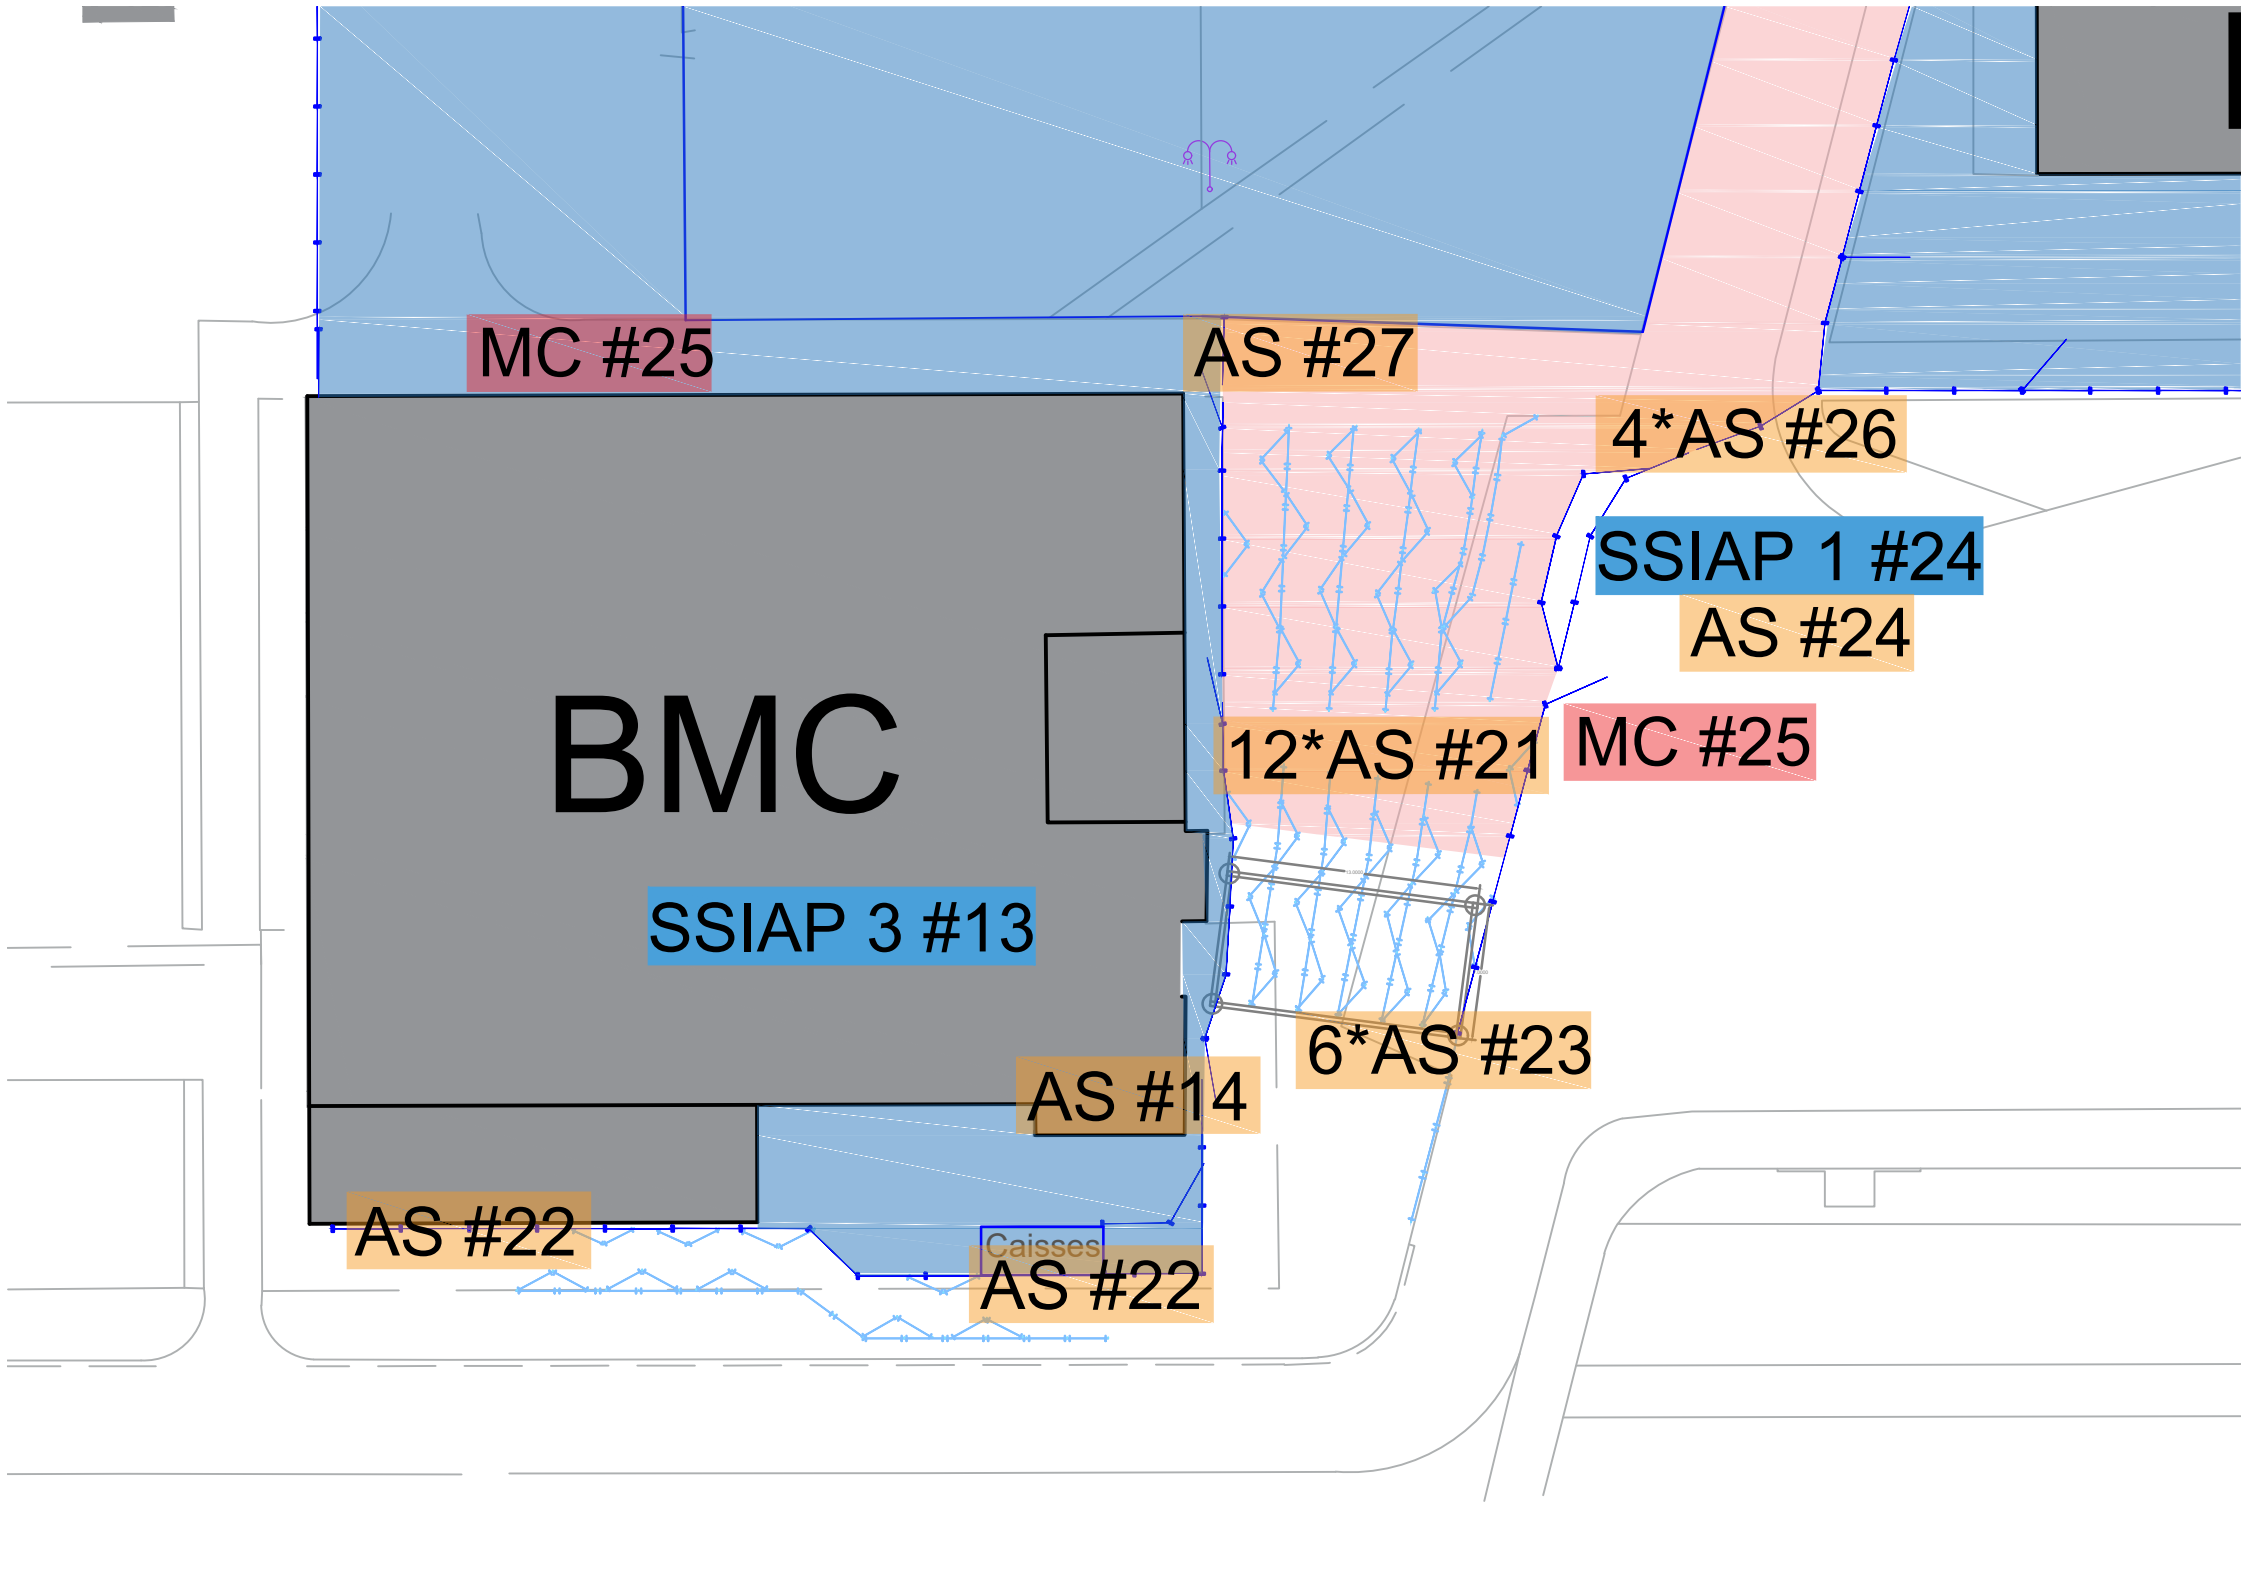 MC #25
AS #27
4*AS #26
SSIAP 1 #24
AS #24
BMC
12*AS #21
MC #25
SSIAP 3 #13
6*AS #23
AS #14
AS #22
Caisses
AS #22